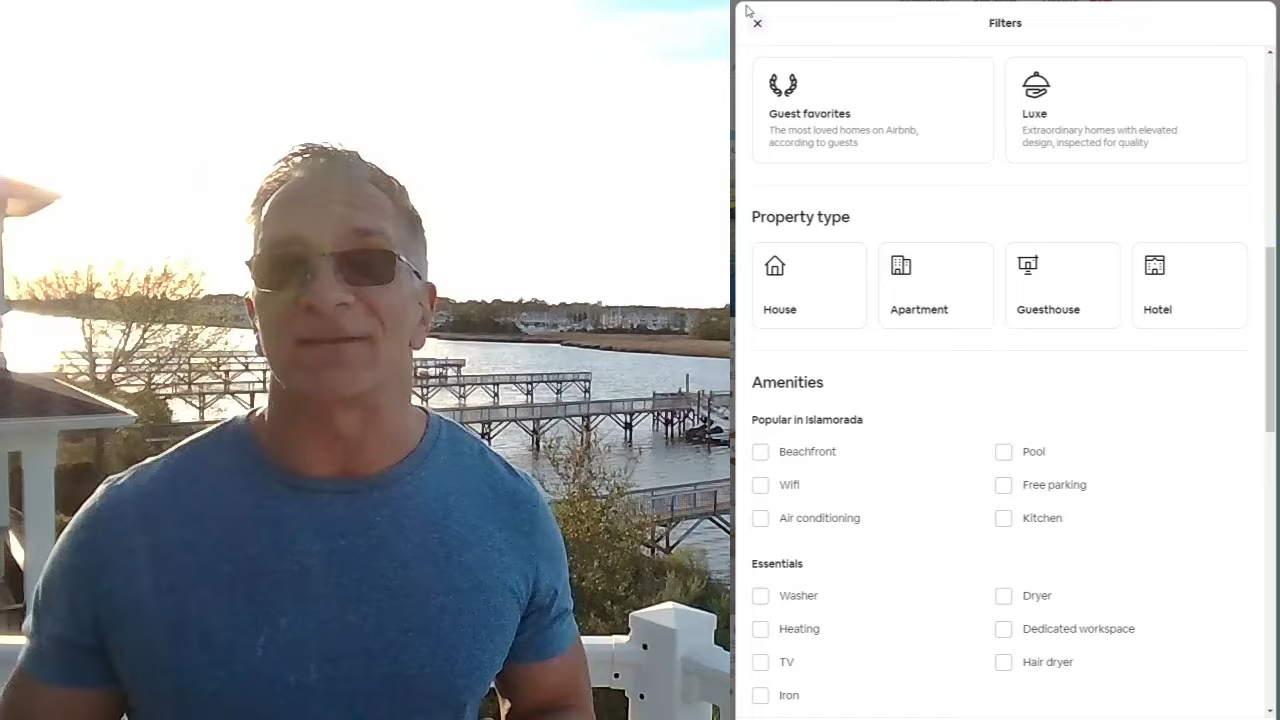 Filters
Guest favorites
The most loved homes on Airbnb,
according to guests
Luxe
Extraordinary homes with elevated
design, inspected for quality
Property type
House
Apartment
Guesthouse
Hotel
Amenities
Popular in Islamorada
Beachfront
Pool
Wifi
Free parking
Air conditioning
Kitchen
Essentials
Washer
Dryer
Heating
Dedicated workspace
TV
Hair dryer
Iron